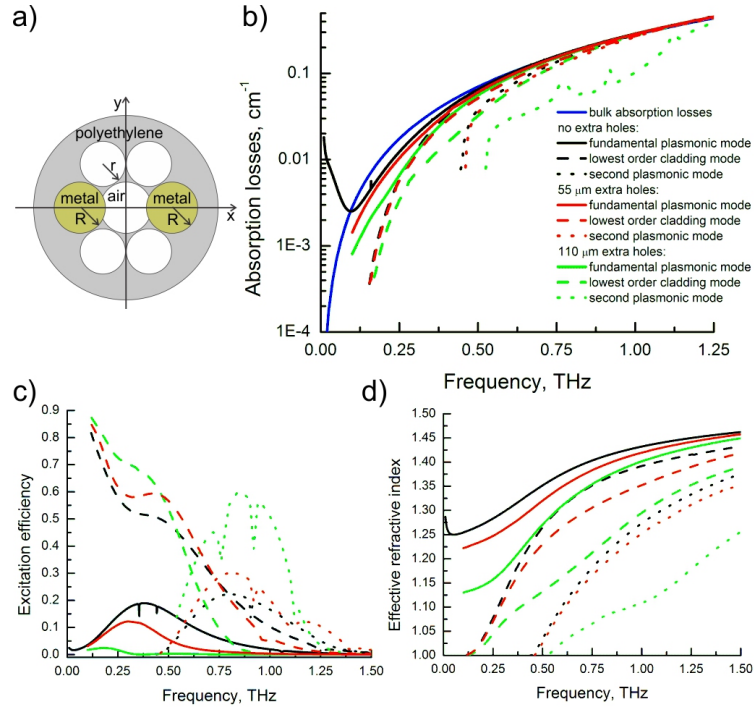 a)
y
polyethylene
r
air
metal
R
metal
R
x
b)
Absorption losses, cm⁻¹
0.1
0.01
1E-3
1E-4
0.00 0.25 0.50 0.75 1.00 1.25
Frequency, THz
bulk absorption losses
no extra holes:
fundamental plasmonic mode
lowest order cladding mode
second plasmonic mode
55 μm extra holes:
fundamental plasmonic mode
lowest order cladding mode
second plasmonic mode
110 μm extra holes:
fundamental plasmonic mode
lowest order cladding mode
second plasmonic mode
c)
Excitation efficiency
0.9
0.8
0.7
0.6
0.5
0.4
0.3
0.2
0.1
0.0
0.00 0.25 0.50 0.75 1.00 1.25 1.50
Frequency, THz
d)
Effective refractive index
1.50
1.45
1.40
1.35
1.30
1.25
1.20
1.15
1.10
1.05
1.00
0.00 0.25 0.50 0.75 1.00 1.25 1.50
Frequency, THz